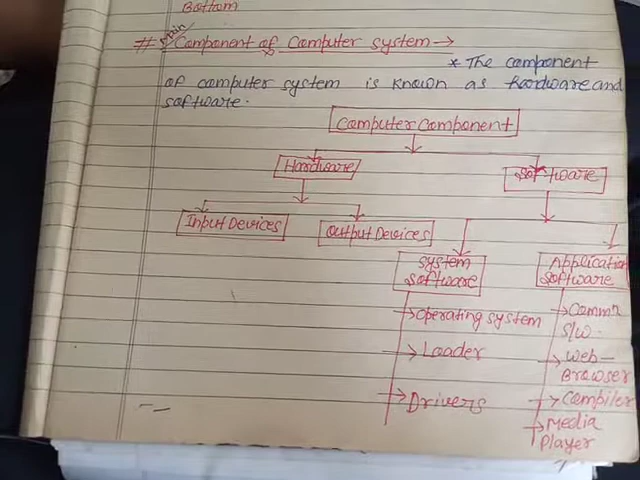 Bottom
# Main Component of Computer system →
* The component
of computer system is known as hardware and
software.
Computer Component
Hardware
Software
Input Devices
Output Devices
System
Software
Application
Software
→ Operating system
→ Loader
→ Drivers
→ Commn
S/W.
→ Web-
Browser
→ Compiler
→ Media
Player